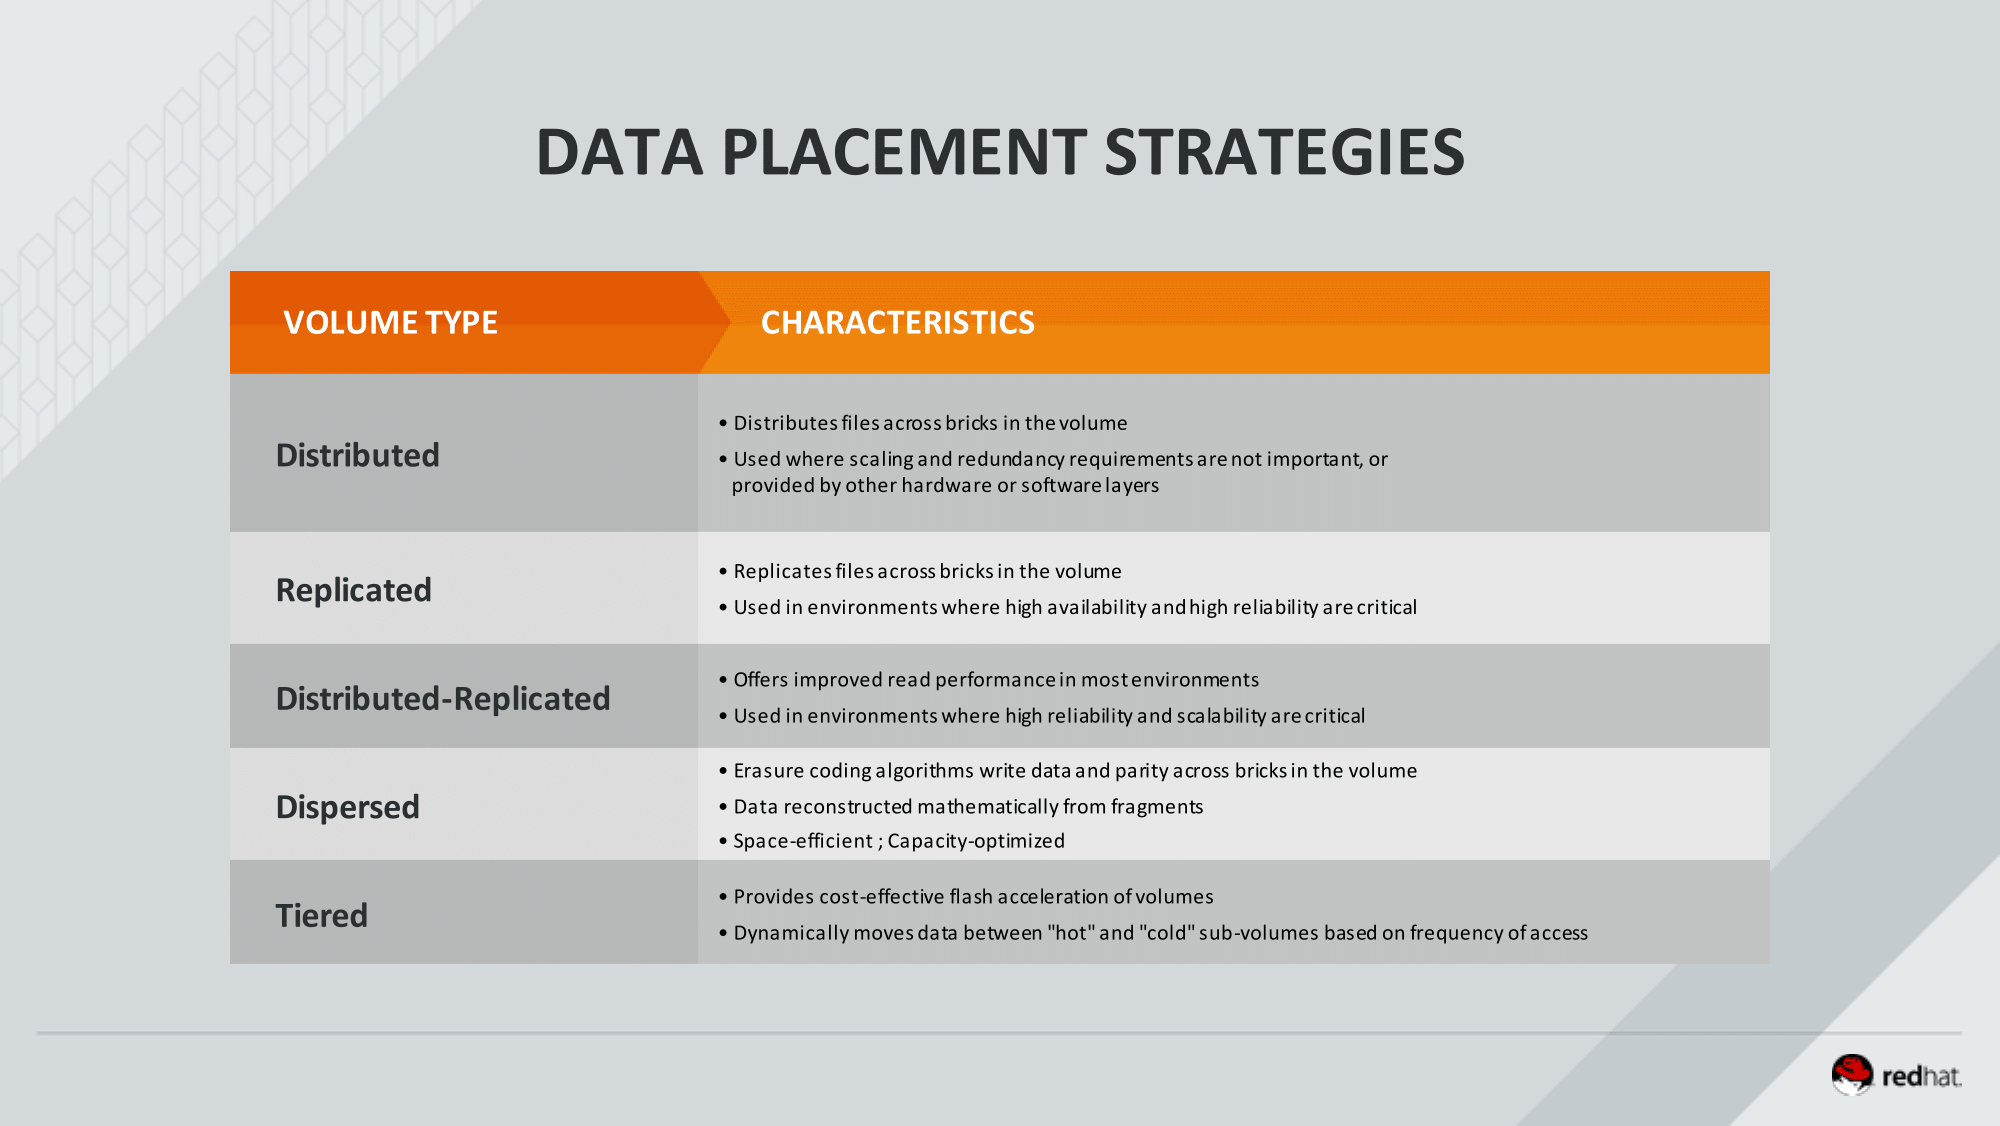 DATA PLACEMENT STRATEGIES
VOLUME TYPE
CHARACTERISTICS
Distributed
• Distributes files across bricks in the volume
• Used where scaling and redundancy requirements are not important, or
provided by other hardware or software layers
Replicated
• Replicates files across bricks in the volume
• Used in environments where high availability and high reliability are critical
Distributed-Replicated
• Offers improved read performance in most environments
• Used in environments where high reliability and scalability are critical
Dispersed
• Erasure coding algorithms write data and parity across bricks in the volume
• Data reconstructed mathematically from fragments
• Space-efficient ; Capacity-optimized
Tiered
• Provides cost-effective flash acceleration of volumes
• Dynamically moves data between "hot" and "cold" sub-volumes based on frequency of access
redhat.